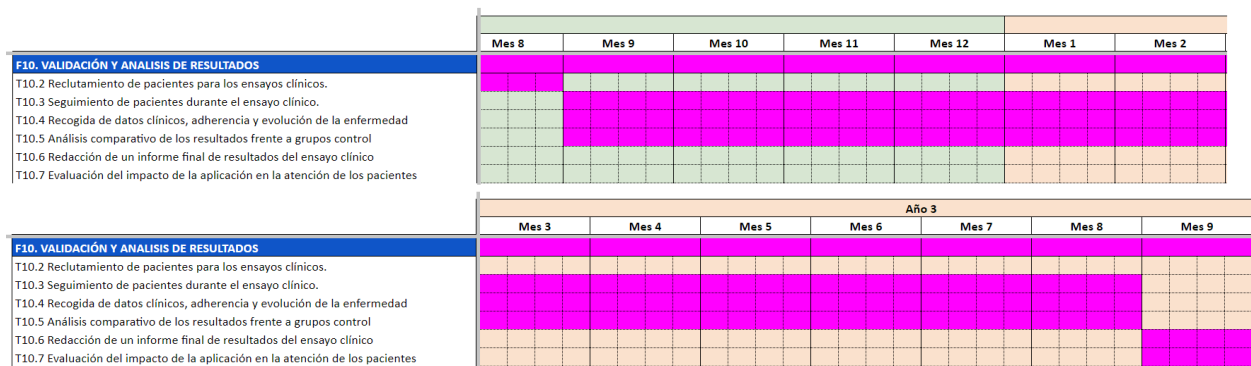 Mes 8 Mes 9 Mes 10 Mes 11 Mes 12 Mes 1 Mes 2
F10. VALIDACIÓN Y ANALISIS DE RESULTADOS
T10.2 Reclutamiento de pacientes para los ensayos clínicos.
T10.3 Seguimiento de pacientes durante el ensayo clínico.
T10.4 Recogida de datos clínicos, adherencia y evolución de la enfermedad
T10.5 Análisis comparativo de los resultados frente a grupos control
T10.6 Redacción de un informe final de resultados del ensayo clínico
T10.7 Evaluación del impacto de la aplicación en la atención de los pacientes
Año 3
Mes 3 Mes 4 Mes 5 Mes 6 Mes 7 Mes 8 Mes 9
F10. VALIDACIÓN Y ANALISIS DE RESULTADOS
T10.2 Reclutamiento de pacientes para los ensayos clínicos.
T10.3 Seguimiento de pacientes durante el ensayo clínico.
T10.4 Recogida de datos clínicos, adherencia y evolución de la enfermedad
T10.5 Análisis comparativo de los resultados frente a grupos control
T10.6 Redacción de un informe final de resultados del ensayo clínico
T10.7 Evaluación del impacto de la aplicación en la atención de los pacientes